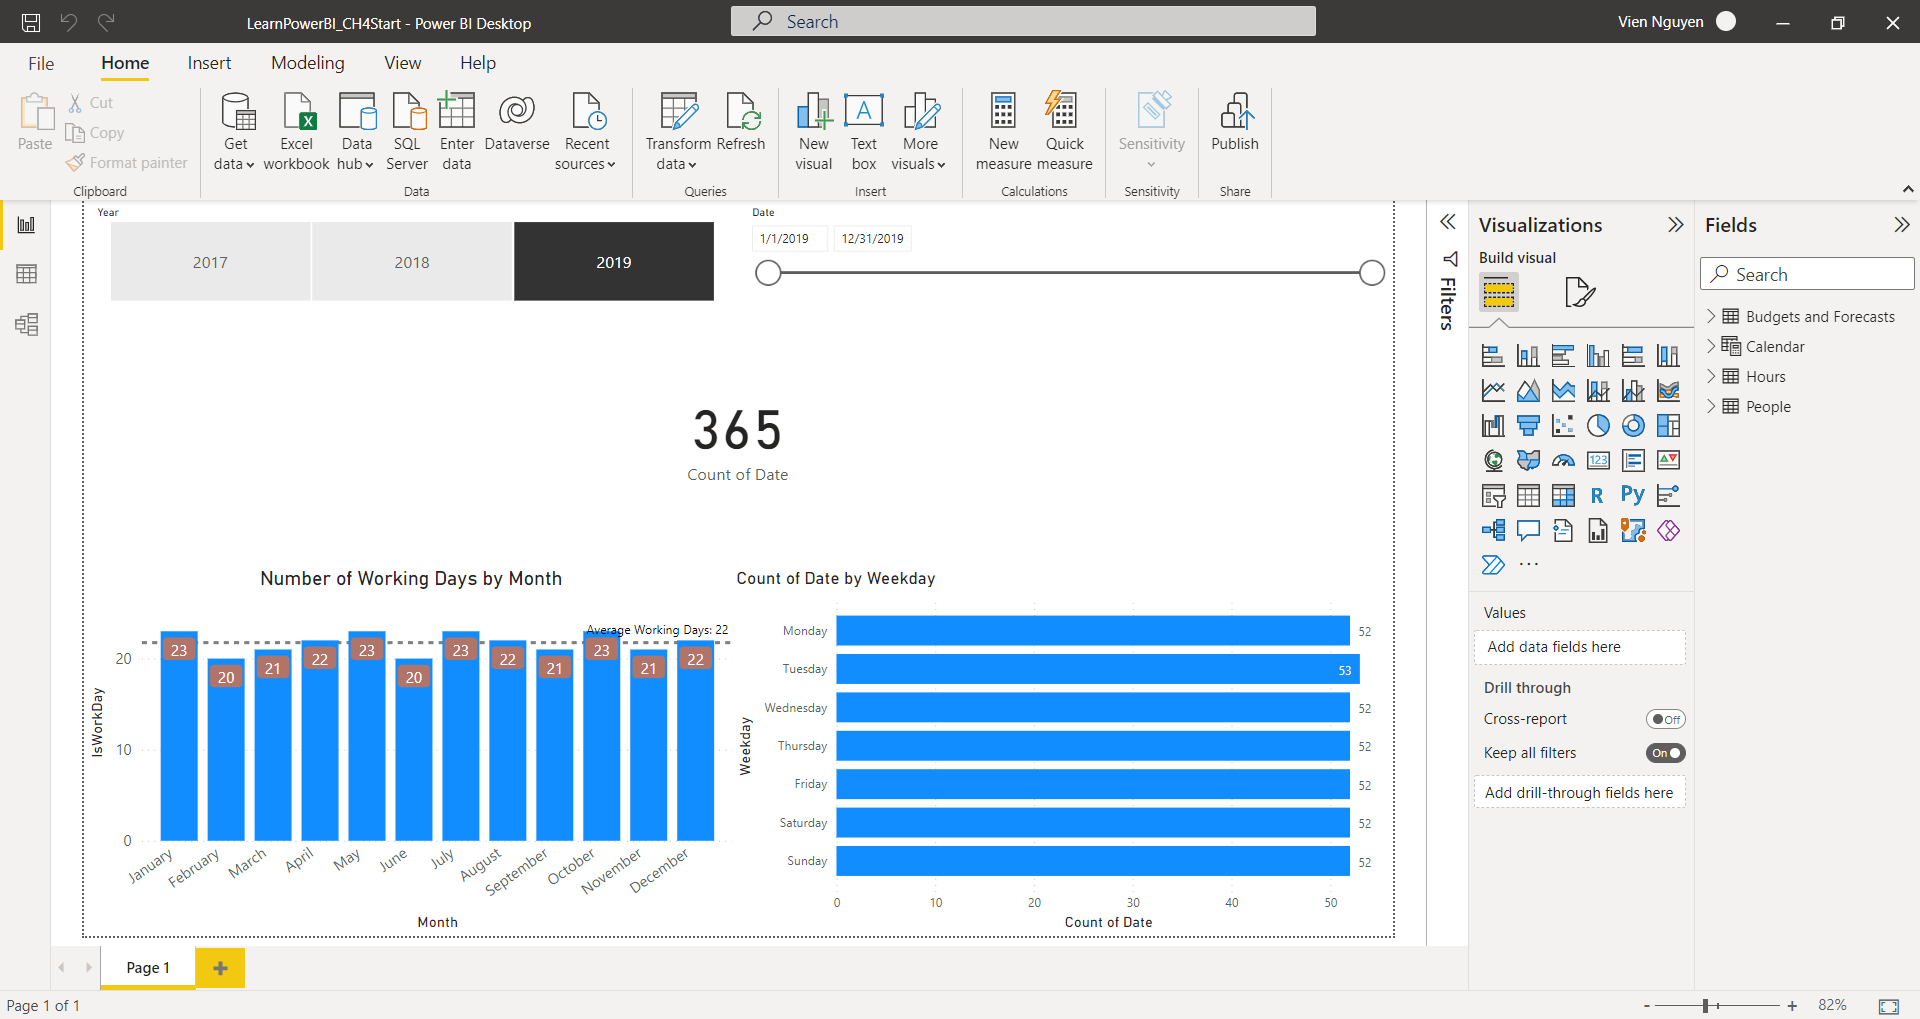 LearnPowerBI_CH4Start - Power BI Desktop
Search
Vien Nguyen
File
Home
Insert
Modeling
View
Help
Paste
Cut
Copy
Format painter
Clipboard
Get data
Excel workbook
Data hub
SQL Server
Enter data
Dataverse
Recent sources
Data
Transform data
Refresh
Queries
New visual
Text box
More visuals
Insert
New measure
Quick measure
Calculations
Sensitivity
Sensitivity
Publish
Share
Year
2017
2018
2019
Date
1/1/2019
12/31/2019
365
Count of Date
Number of Working Days by Month
Average Working Days: 22
IsWorkDay
20
10
0
23
20
21
22
23
20
23
22
21
23
21
22
January
February
March
April
May
June
July
August
September
October
November
December
Month
Count of Date by Weekday
Weekday
Monday
52
Tuesday
53
Wednesday
52
Thursday
52
Friday
52
Saturday
52
Sunday
52
0
10
20
30
40
50
Count of Date
Filters
Visualizations
Build visual
123
R
Py
Values
Add data fields here
Drill through
Cross-report
Off
Keep all filters
On
Add drill-through fields here
Fields
Search
Budgets and Forecasts
Calendar
Hours
People
Page 1
Page 1 of 1
82%